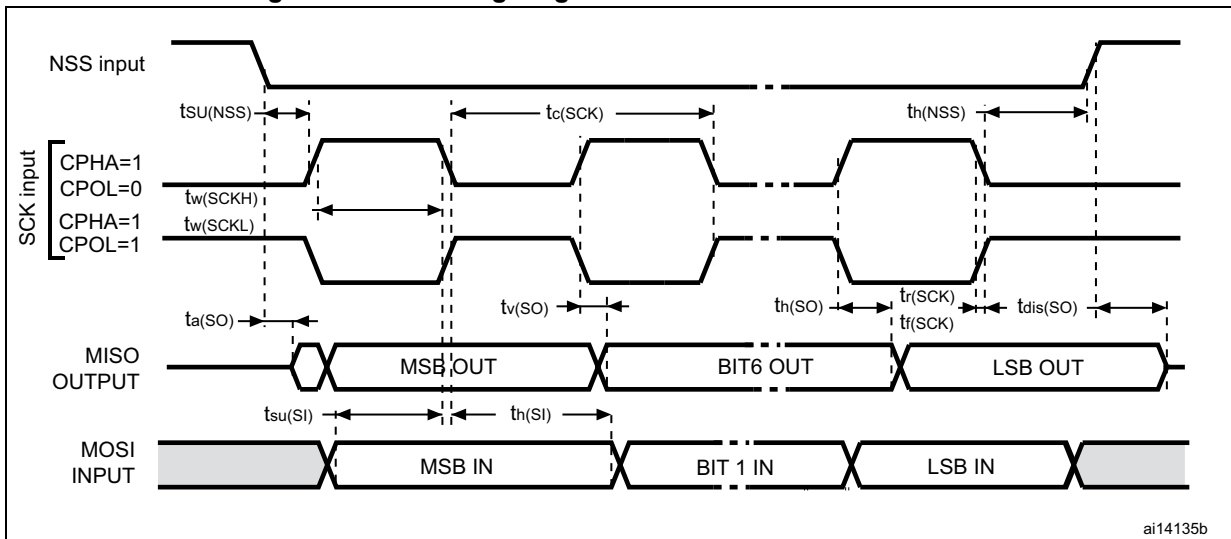 NSS input
tSU(NSS)
tc(SCK)
th(NSS)
SCK input
CPHA=1
CPOL=0
tw(SCKH)
CPHA=1
tw(SCKL)
CPOL=1
ta(SO)
tv(SO)
th(SO)
tr(SCK)
tf(SCK)
tdis(SO)
MISO
OUTPUT
MSB OUT
BIT6 OUT
LSB OUT
tsu(SI)
th(SI)
MOSI
INPUT
MSB IN
BIT 1 IN
LSB IN
ai14135b